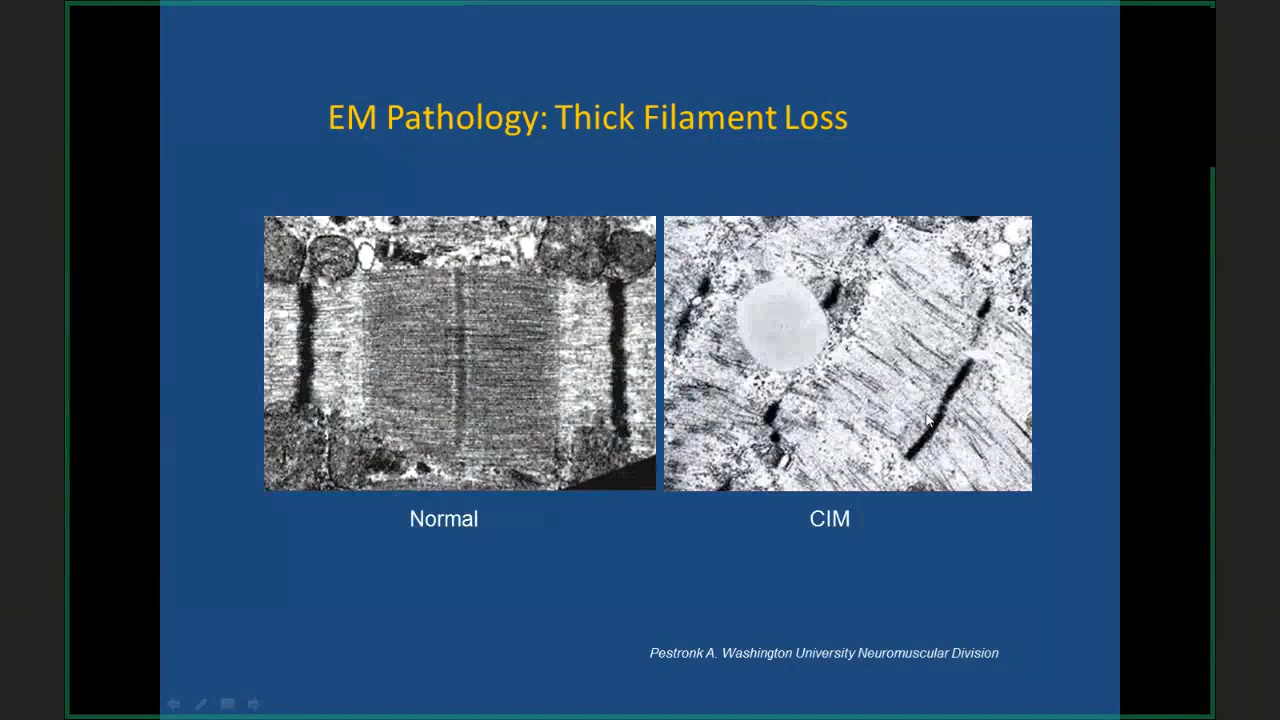 EM Pathology: Thick Filament Loss
Normal
CIM
Pestronk A. Washington University Neuromuscular Division